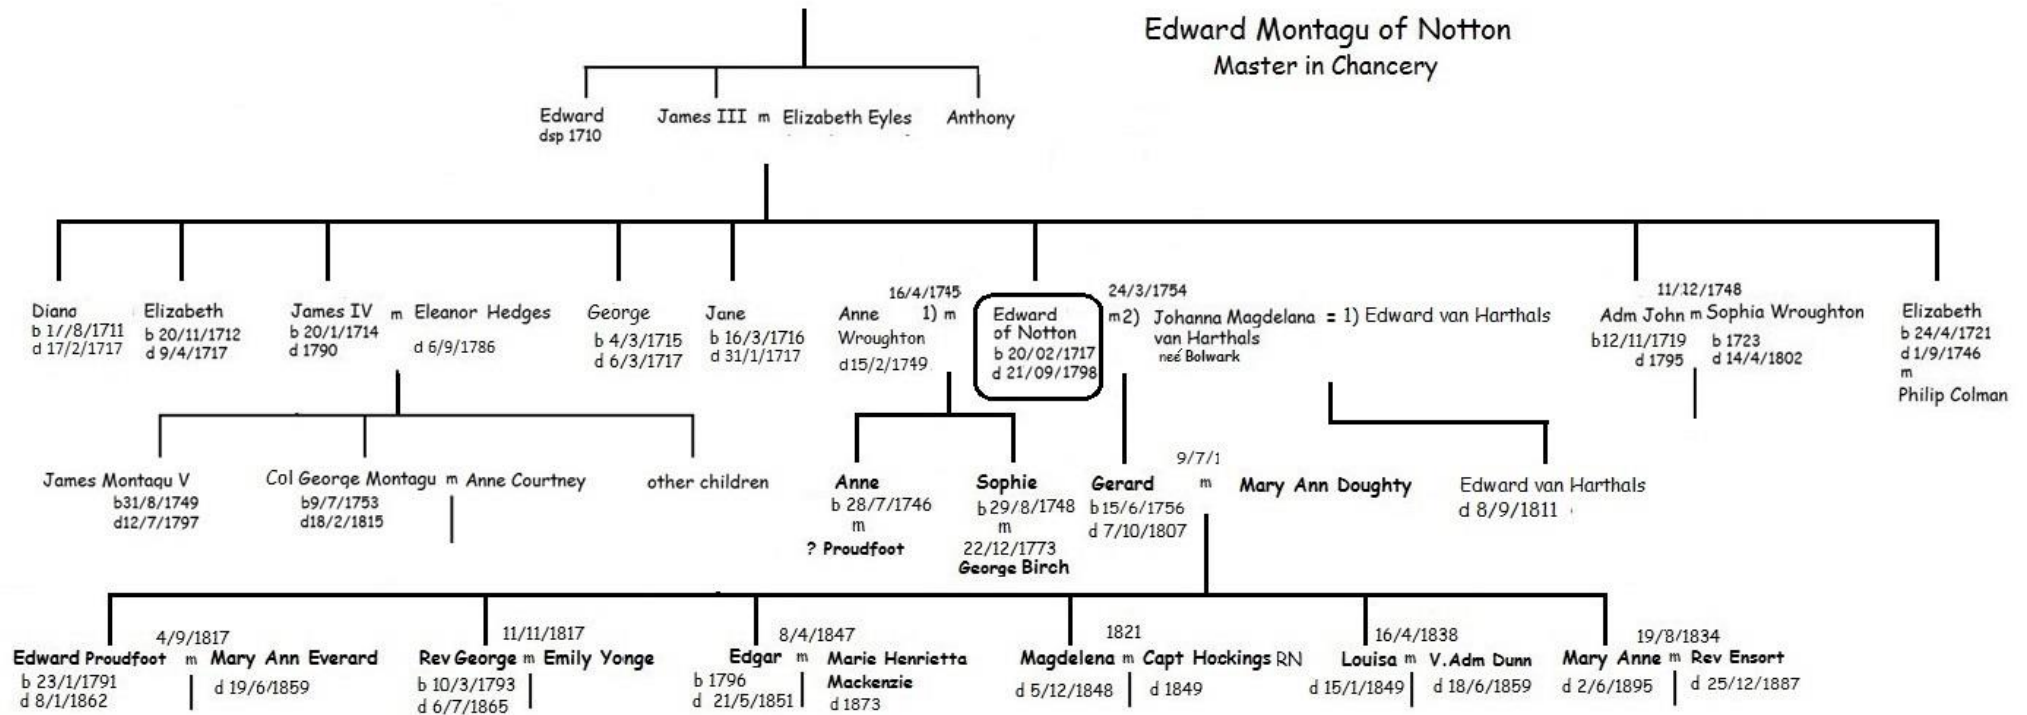 Edward Montagu of Notton
Master in Chancery
Edward
dsp 1710
James III m Elizabeth Eyles
Anthony
Diana
b 1//8/1711
d 17/2/1717
Elizabeth
b 20/11/1712
d 9/4/1717
James IV m Eleanor Hedges
b 20/1/1714
d 1790
d 6/9/1786
George
b 4/3/1715
d 6/3/1717
Jane
b 16/3/1716
d 31/1/1717
16/4/1745
Anne 1) m
Wroughton
d15/2/1749
Edward
of Notton
b 20/02/1717
d 21/09/1798
24/3/1754
m2) Johanna Magdelana = 1) Edward van Harthals
van Harthals
neé Bolwark
11/12/1748
Adm John m Sophia Wroughton
b12/11/1719
d 1795
b 1723
d 14/4/1802
Elizabeth
b 24/4/1721
d 1/9/1746
m
Philip Colman
James Montagu V
b31/8/1749
d12/7/1797
Col George Montagu m Anne Courtney
b9/7/1753
d18/2/1815
other children
Anne
b 28/7/1746
m
? Proudfoot
Sophie
b 29/8/1748
m
22/12/1773
George Birch
9/7/1
Gerard m Mary Ann Doughty
b15/6/1756
d 7/10/1807
Edward van Harthals
d 8/9/1811
4/9/1817
Edward Proudfoot m Mary Ann Everard
b 23/1/1791
d 8/1/1862
d 19/6/1859
11/11/1817
Rev George m Emily Yonge
b 10/3/1793
d 6/7/1865
8/4/1847
Edgar m Marie Henrietta
Mackenzie
b 1796
d 21/5/1851
d 1873
1821
Magdelena m Capt Hockings RN
d 5/12/1848
d 1849
16/4/1838
Louisa m V.Adm Dunn
d 15/1/1849
d 18/6/1859
19/8/1834
Mary Anne m Rev Ensort
d 2/6/1895
d 25/12/1887